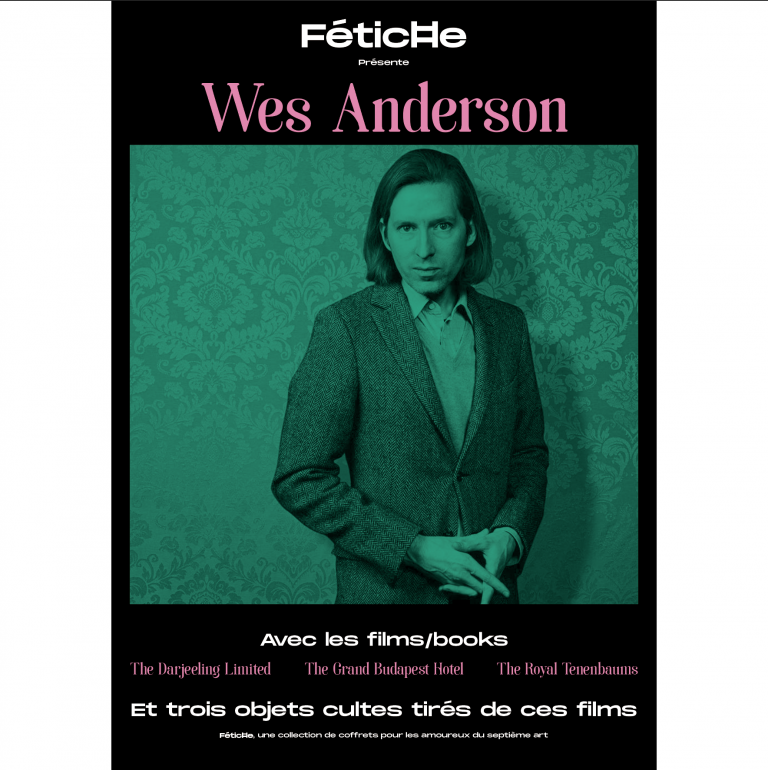 FéticHe
Présente
Wes Anderson
Avec les films/books
The Darjeeling Limited The Grand Budapest Hotel The Royal Tenenbaums
Et trois objets cultes tirés de ces films
FéticHe, une collection de coffrets pour les amoureux du septième art